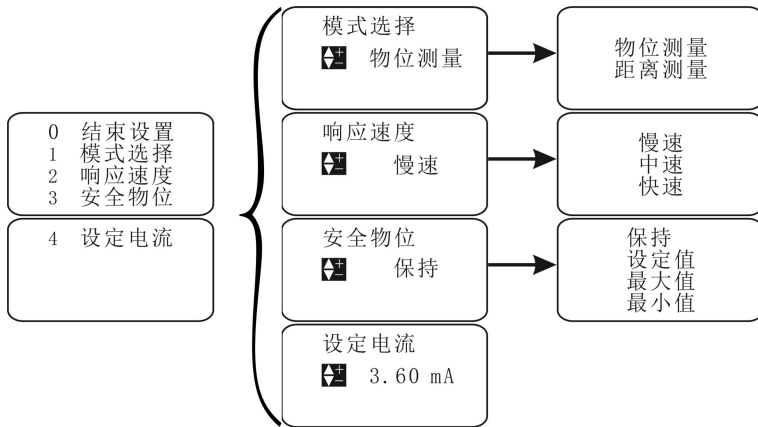 0 结束设置
1 模式选择
2 响应速度
3 安全物位
4 设定电流
模式选择
物位测量
响应速度
慢速
安全物位
保持
设定电流
3.60 mA
物位测量
距离测量
慢速
中速
快速
保持
设定值
最大值
最小值